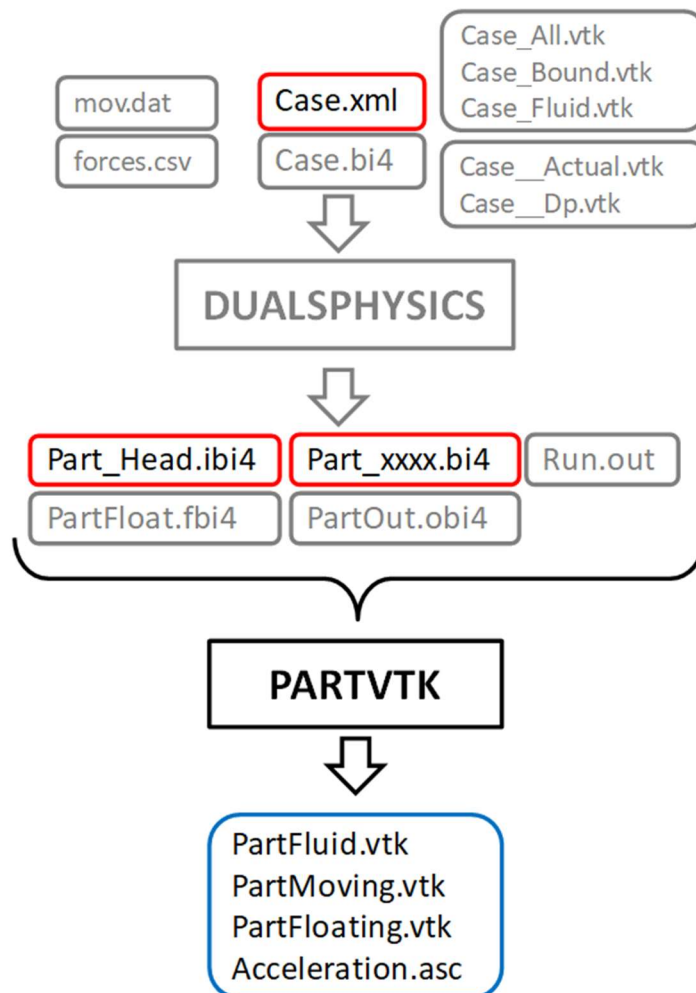 mov.dat
forces.csv
Case.xml
Case.bi4
Case_All.vtk
Case_Bound.vtk
Case_Fluid.vtk
Case__Actual.vtk
Case__Dp.vtk
DUALSPHYSICS
Part_Head.ibi4
Part_xxxx.bi4
Run.out
PartFloat.fbi4
PartOut.obi4
PARTVTK
PartFluid.vtk
PartMoving.vtk
PartFloating.vtk
Acceleration.asc